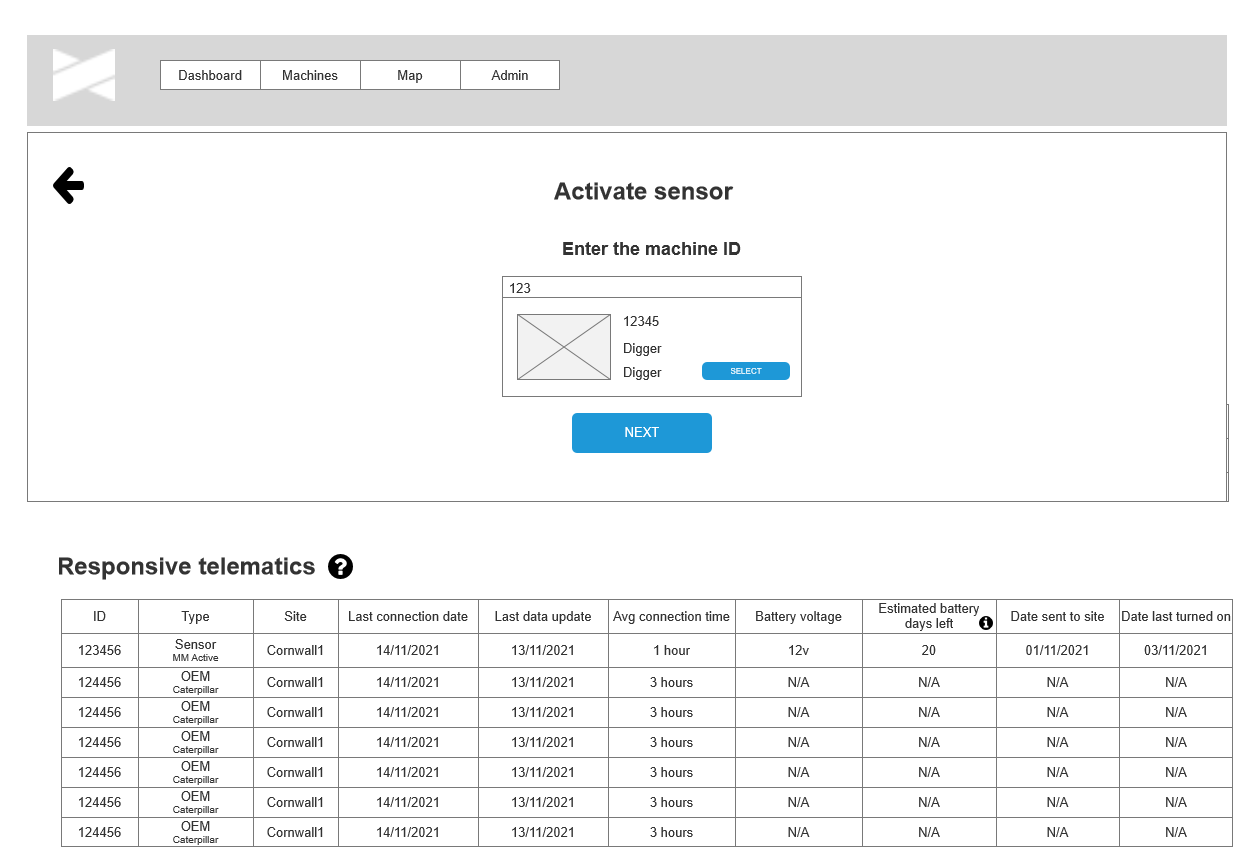 Dashboard Machines Map Admin
Activate sensor
Enter the machine ID
123
12345
Digger
Digger
SELECT
NEXT
Responsive telematics ?
ID Type Site Last connection date Last data update Avg connection time Battery voltage Estimated battery days left Date sent to site Date last turned on
123456 Sensor MM Active Cornwall1 14/11/2021 13/11/2021 1 hour 12v 20 01/11/2021 03/11/2021
124456 OEM Caterpillar Cornwall1 14/11/2021 13/11/2021 3 hours N/A N/A N/A N/A
124456 OEM Caterpillar Cornwall1 14/11/2021 13/11/2021 3 hours N/A N/A N/A N/A
124456 OEM Caterpillar Cornwall1 14/11/2021 13/11/2021 3 hours N/A N/A N/A N/A
124456 OEM Caterpillar Cornwall1 14/11/2021 13/11/2021 3 hours N/A N/A N/A N/A
124456 OEM Caterpillar Cornwall1 14/11/2021 13/11/2021 3 hours N/A N/A N/A N/A
124456 OEM Caterpillar Cornwall1 14/11/2021 13/11/2021 3 hours N/A N/A N/A N/A